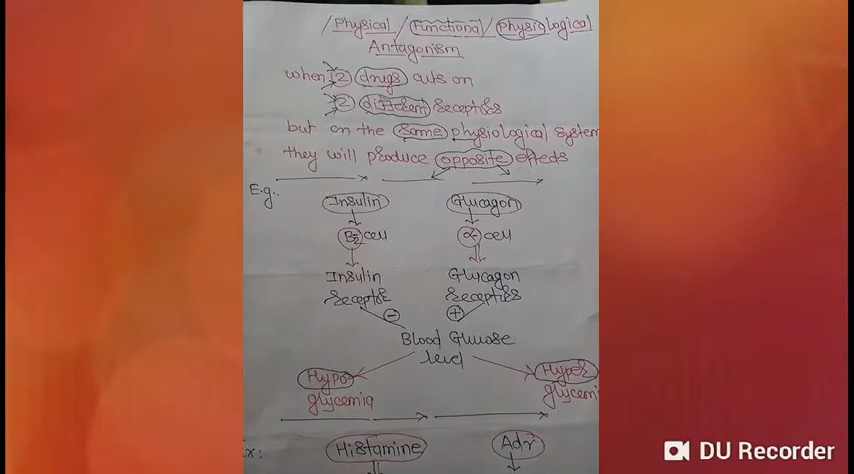 /Physical/Functional/Physiological
Antagonism
when 2 drugs acts on
2 different receptors
but on the same physiological system
they will produce opposite effects
E.g.:
Insulin Glucagon
B- cell α- cell
Insulin Glucagon
receptor receptors
- +
Blood Glucose
level
Hypo- Hyper
glycemia glycemi
x:
Histamine Adr
DU Recorder